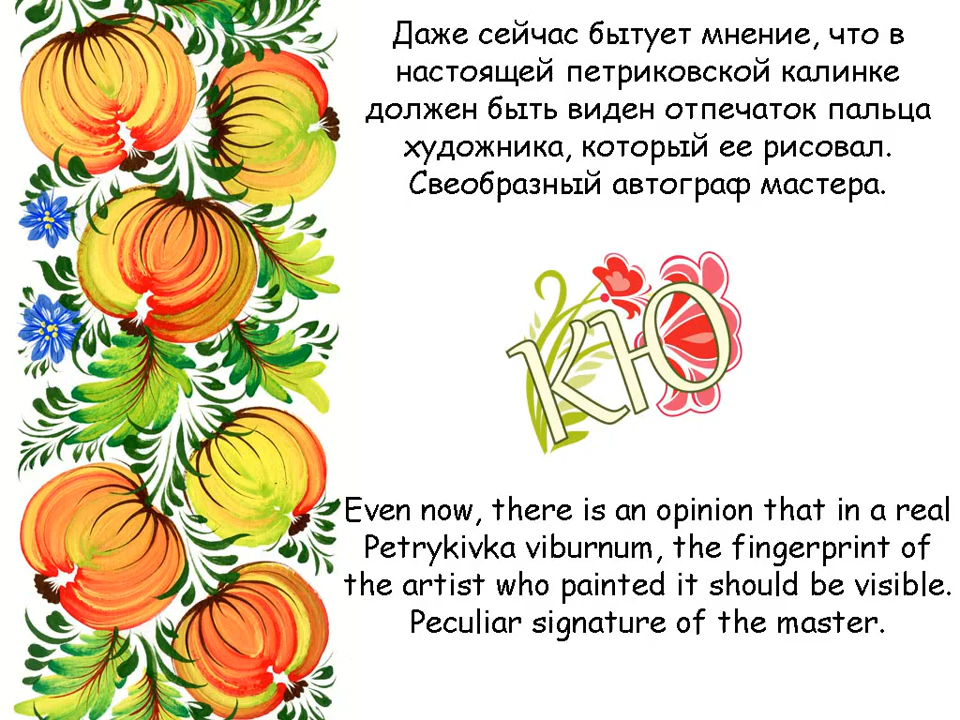 Даже сейчас бытует мнение, что в
настоящей петриковской калинке
должен быть виден отпечаток пальца
художника, который ее рисовал.
Свеобразный автограф мастера.
КЮ
Even now, there is an opinion that in a real
Petrykivka viburnum, the fingerprint of
the artist who painted it should be visible.
Peculiar signature of the master.